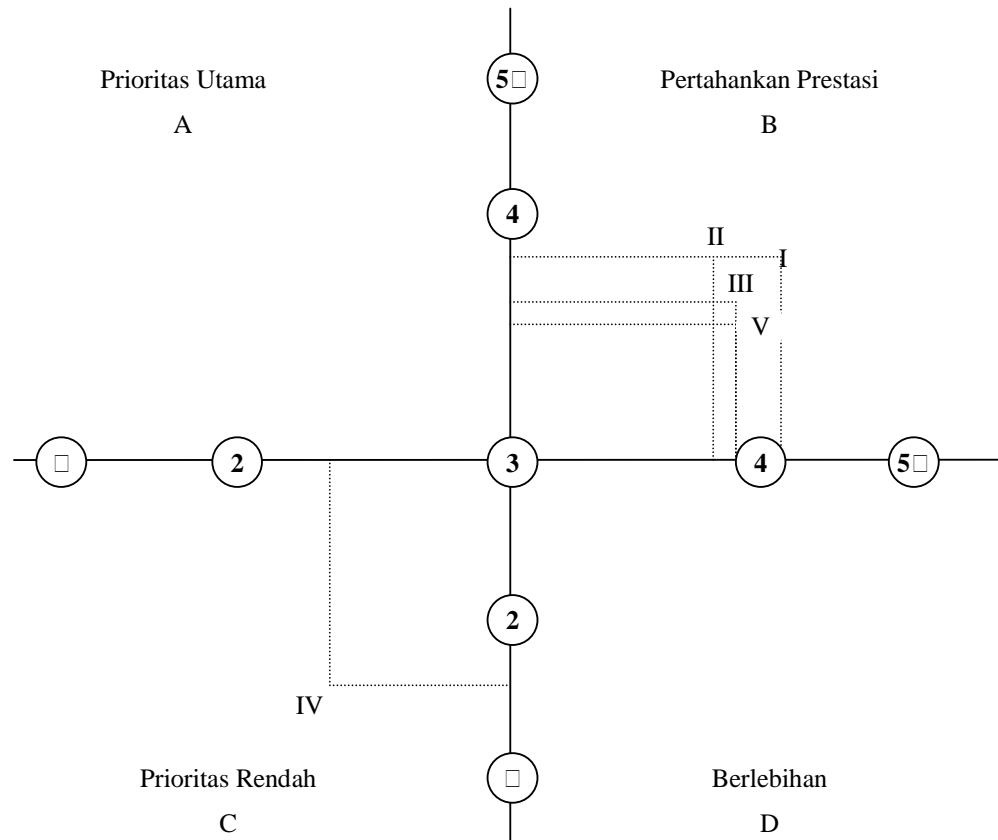 Prioritas Utama
A
5□
Pertahankan Prestasi
B
4
II
I
III
V
□
2
3
4
5□
2
IV
Prioritas Rendah
C
□
Berlebihan
D